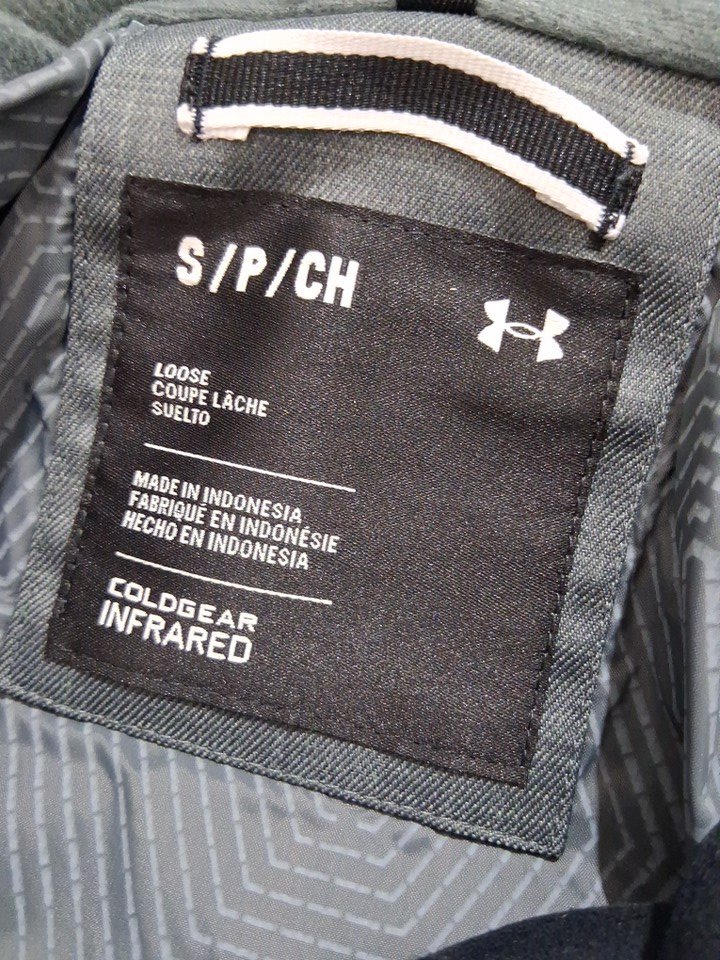 S/P/CH
LOOSE
COUPE LÂCHE
SUELTO
MADE IN INDONESIA
FABRIQUÉ EN INDONÉSIE
HECHO EN INDONESIA
COLDGEAR
INFRARED